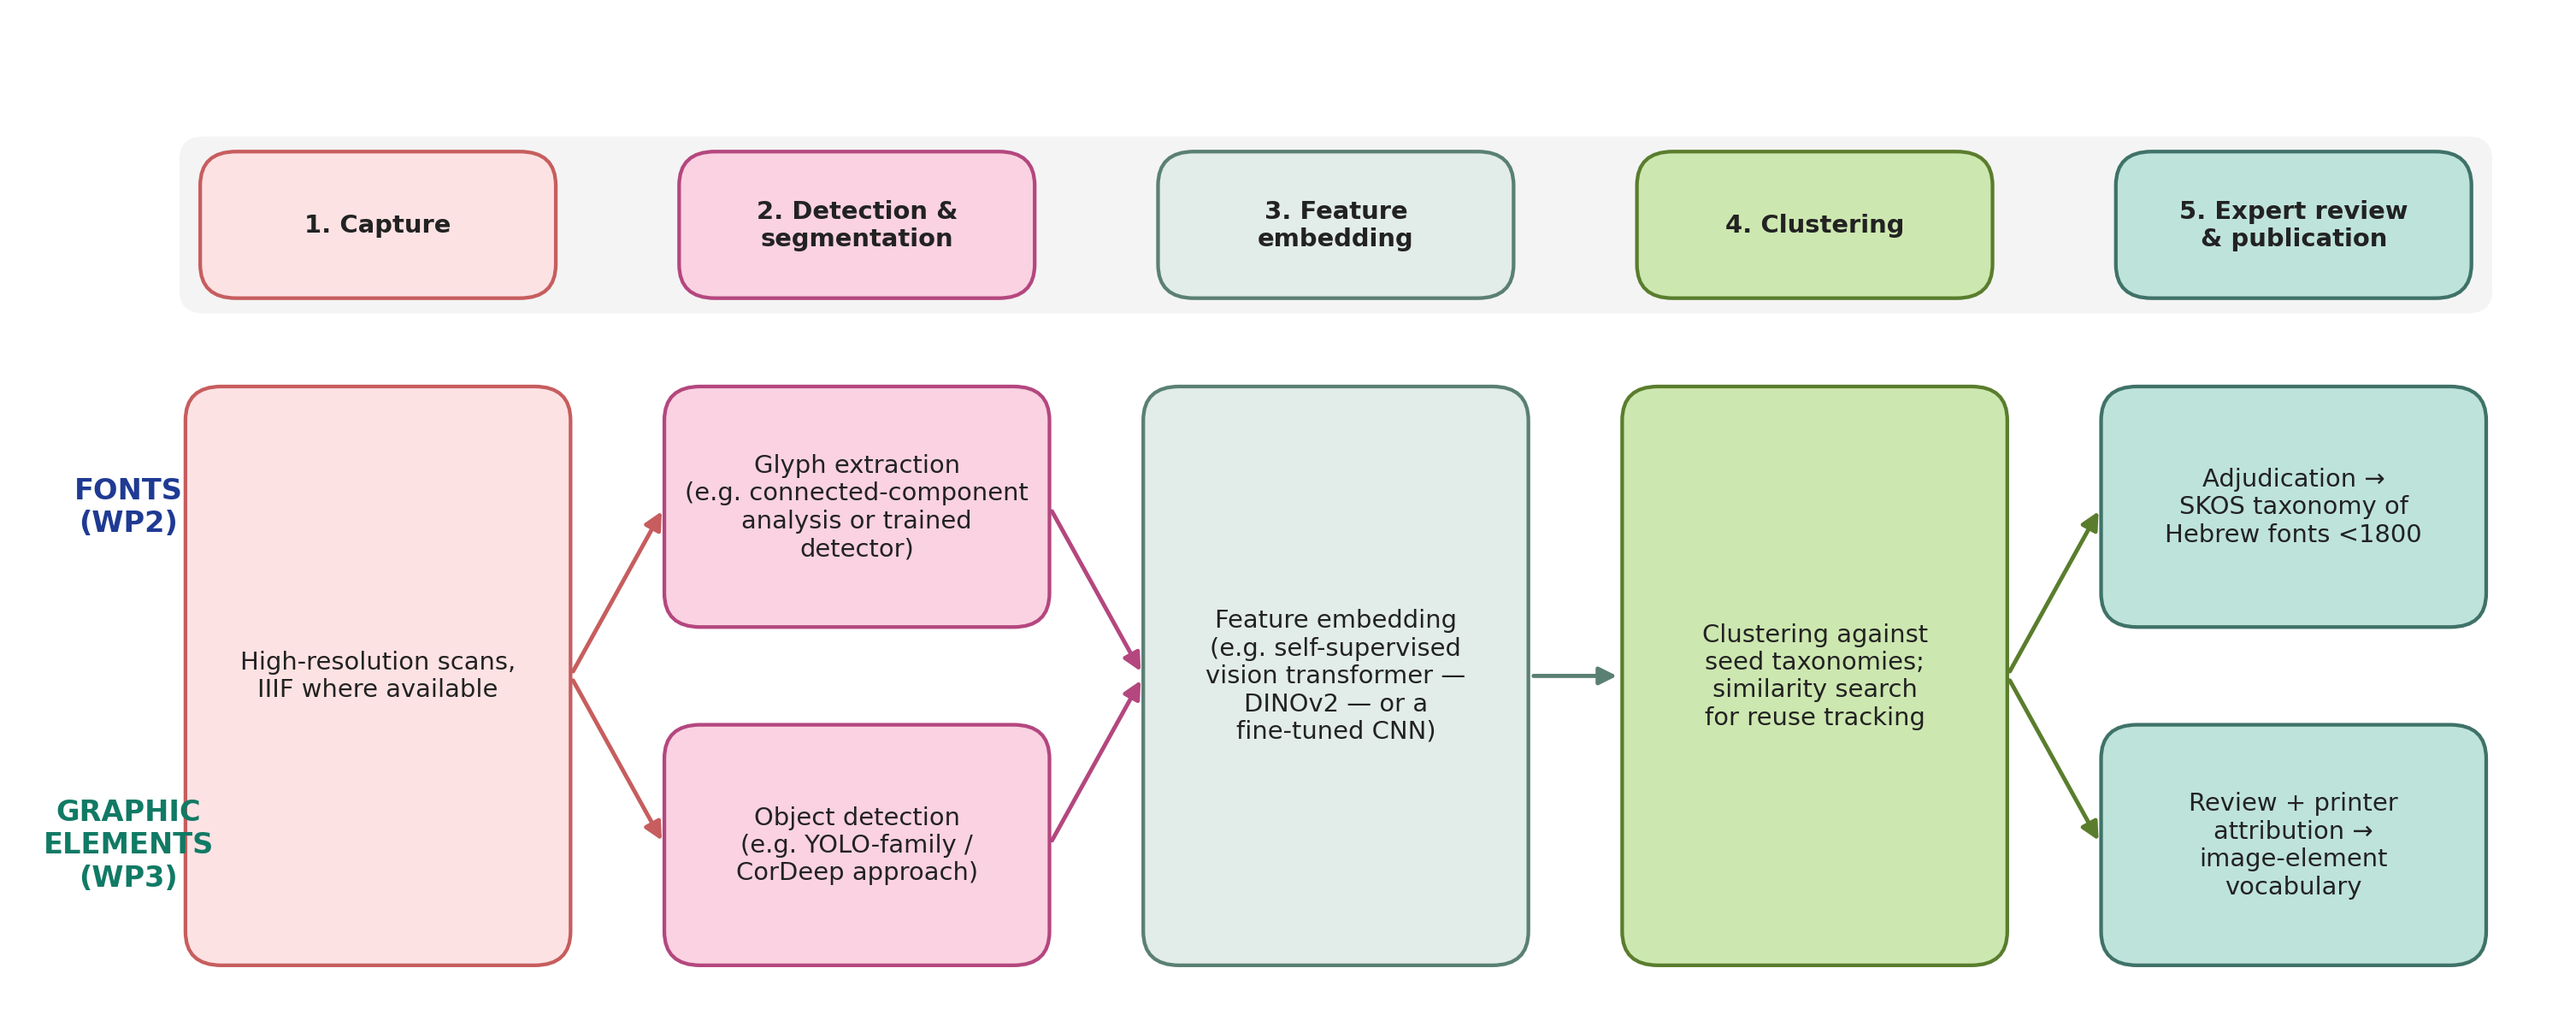 1. Capture
2. Detection &
segmentation
3. Feature
embedding
4. Clustering
5. Expert review
& publication
FONTS
(WP2)
GRAPHIC
ELEMENTS
(WP3)
High-resolution scans,
IIIF where available
Glyph extraction
(e.g. connected-component
analysis or trained
detector)
Object detection
(e.g. YOLO-family /
CorDeep approach)
Feature embedding
(e.g. self-supervised
vision transformer —
DINOv2 — or a
fine-tuned CNN)
Clustering against
seed taxonomies;
similarity search
for reuse tracking
Adjudication →
SKOS taxonomy of
Hebrew fonts <1800
Review + printer
attribution →
image-element
vocabulary